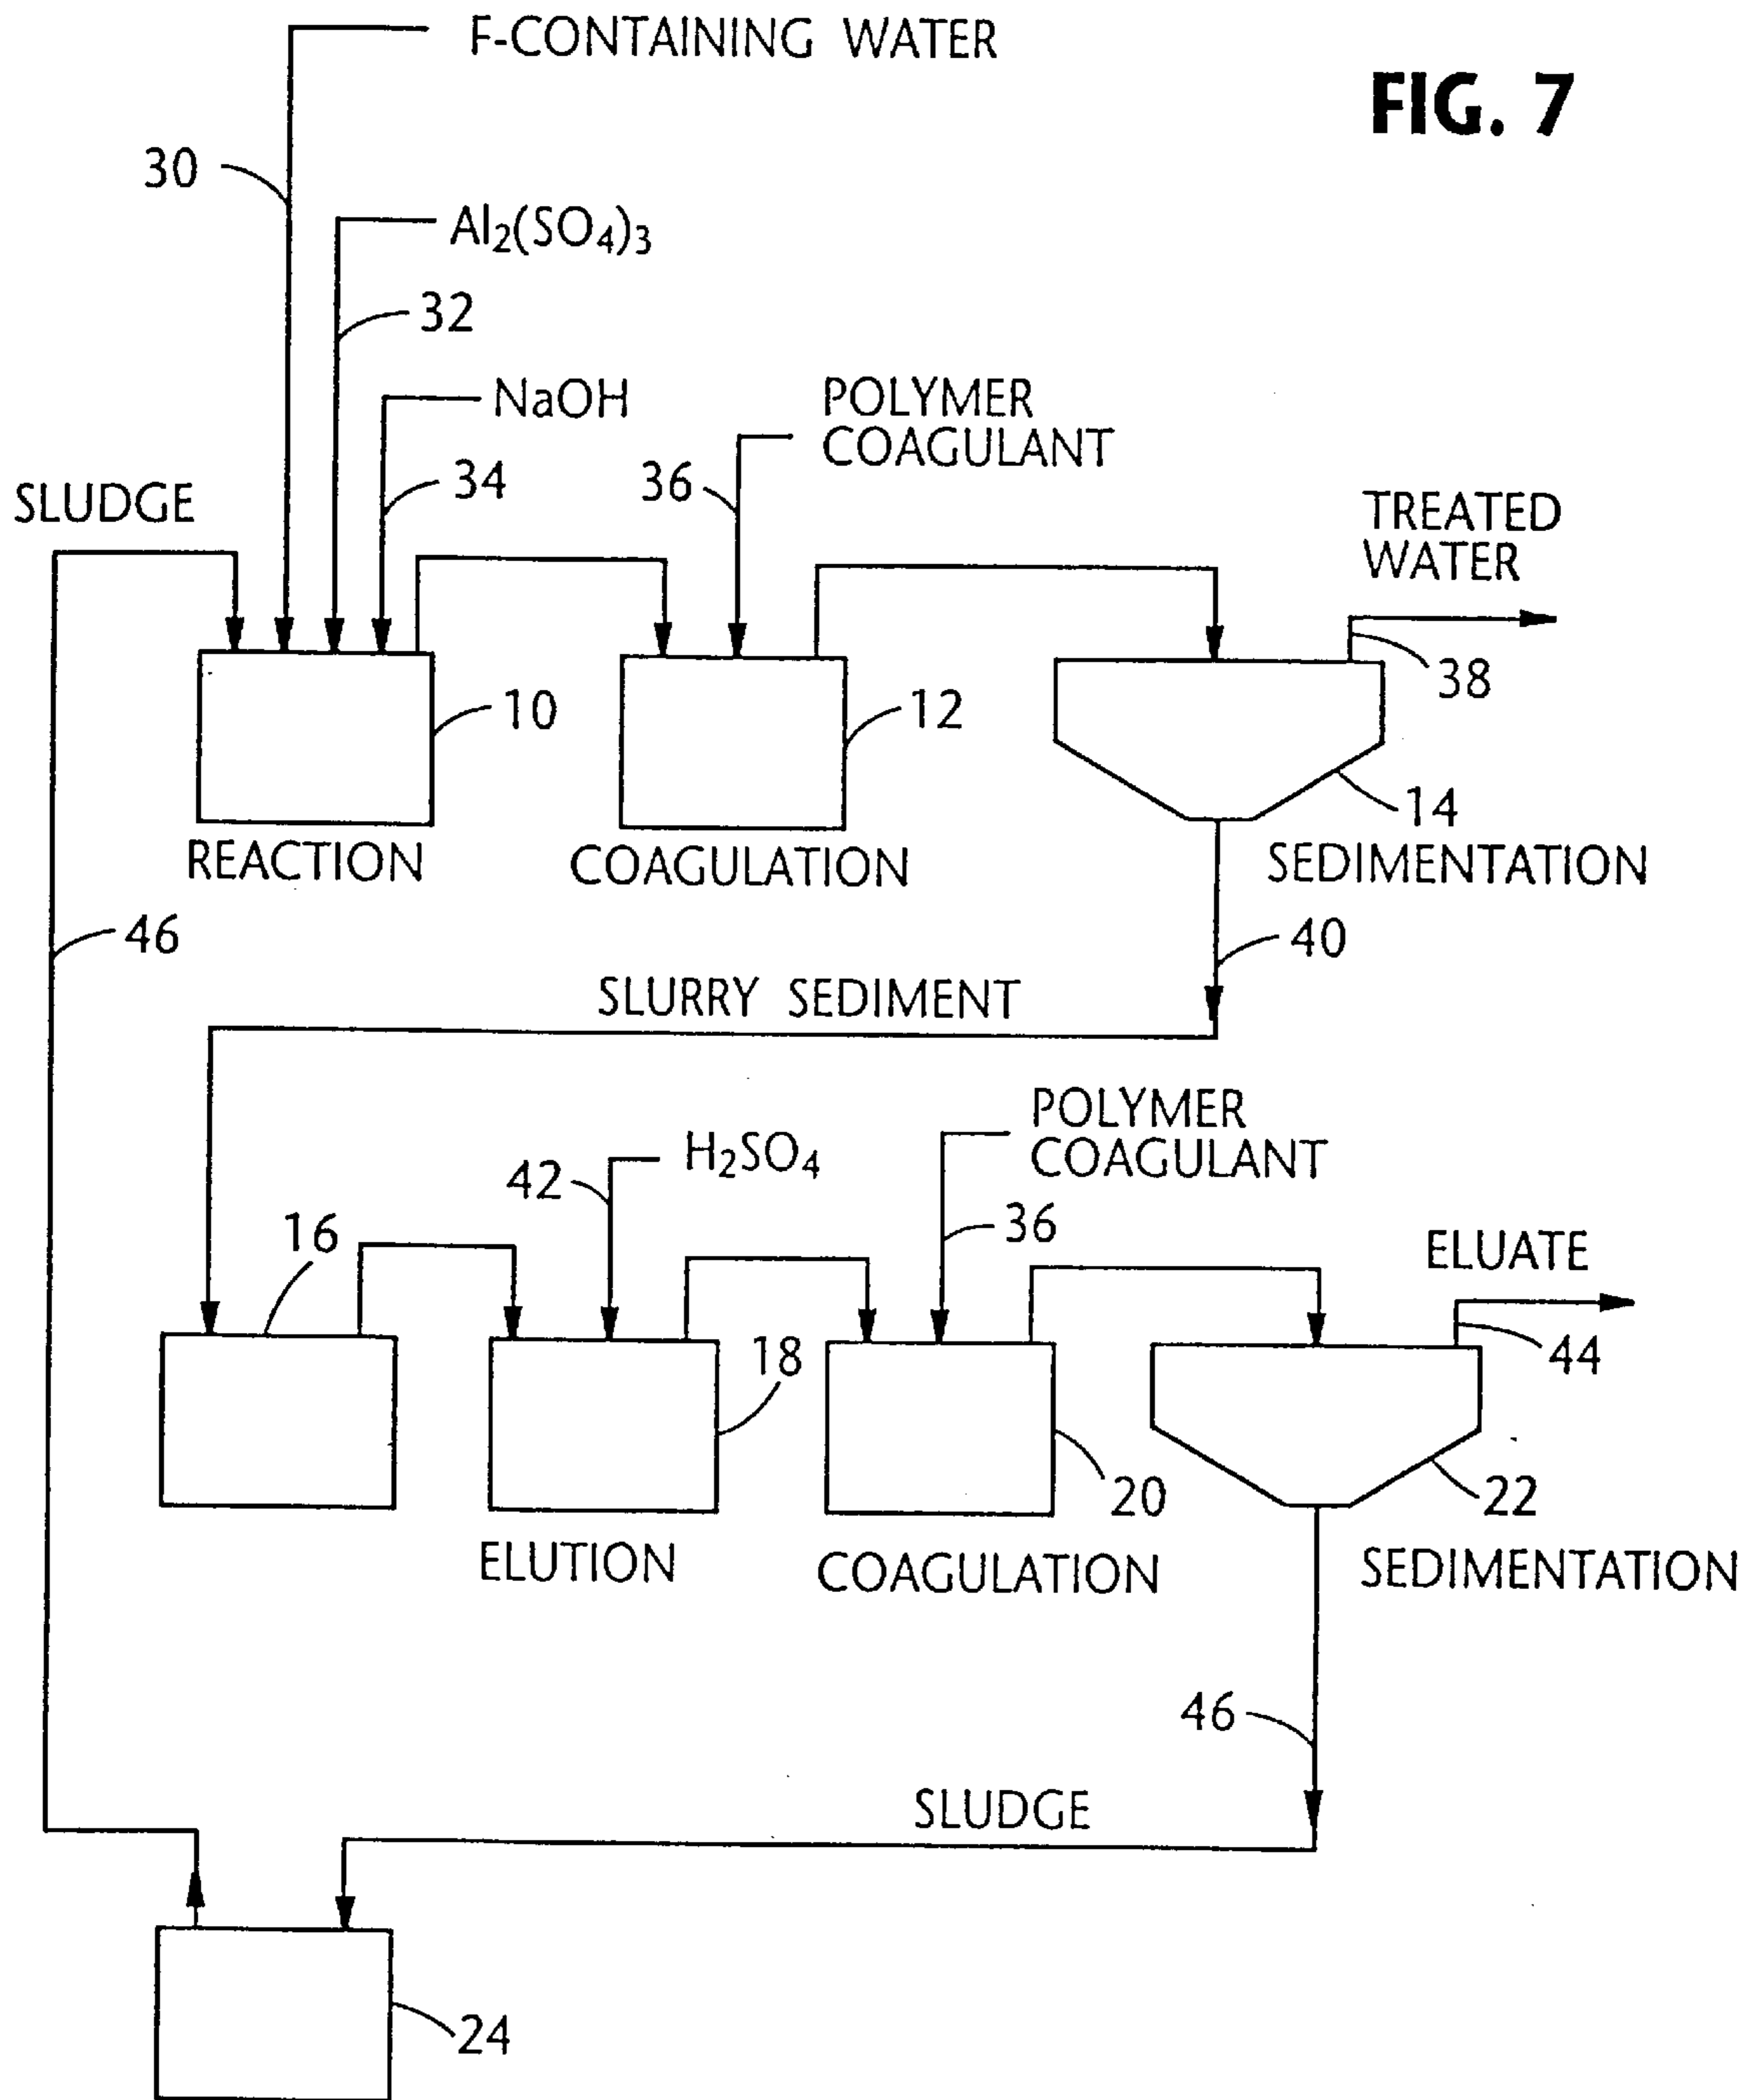 F-CONTAINING WATER
FIG. 7
30
Al₂(SO₄)₃
32
NaOH
34
POLYMER
COAGULANT
36
SLUDGE
TREATED
WATER
38
10
12
14
REACTION
COAGULATION
SEDIMENTATION
46
40
SLURRY SEDIMENT
POLYMER
COAGULANT
H₂SO₄
42
36
16
ELUATE
44
18
20
22
ELUTION
COAGULATION
SEDIMENTATION
46
SLUDGE
24